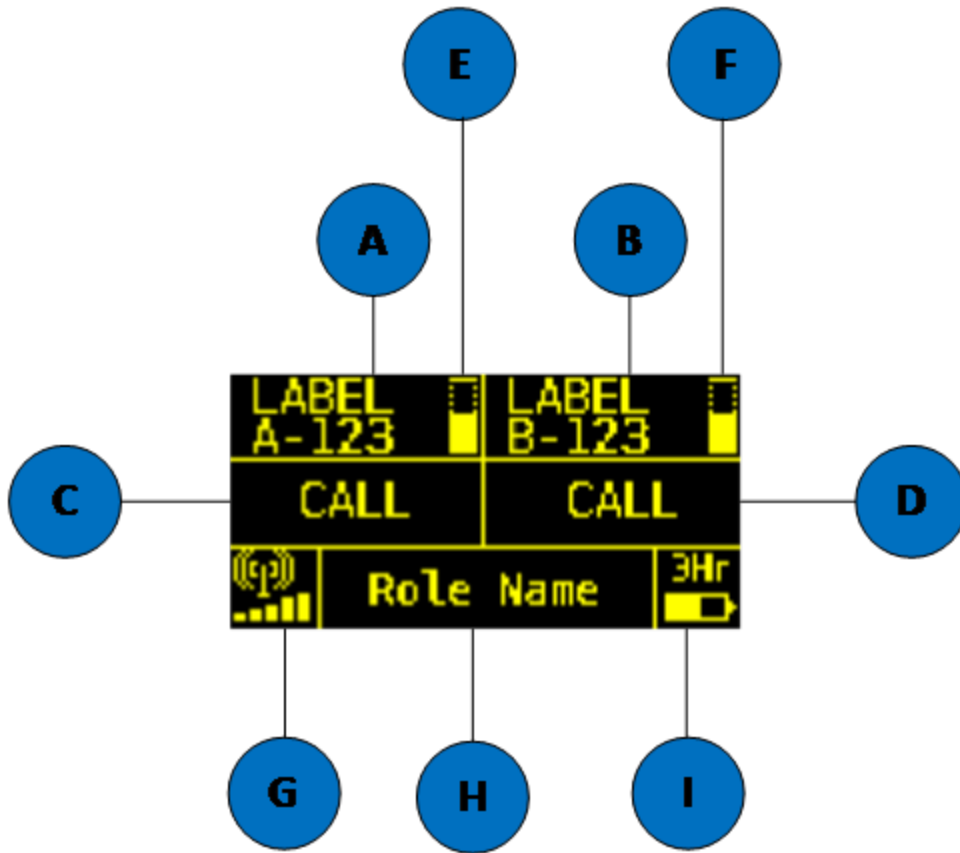 E F
A B
LABEL LABEL
A-123 B-123
C CALL CALL D
3Hr
Role Name
G H I